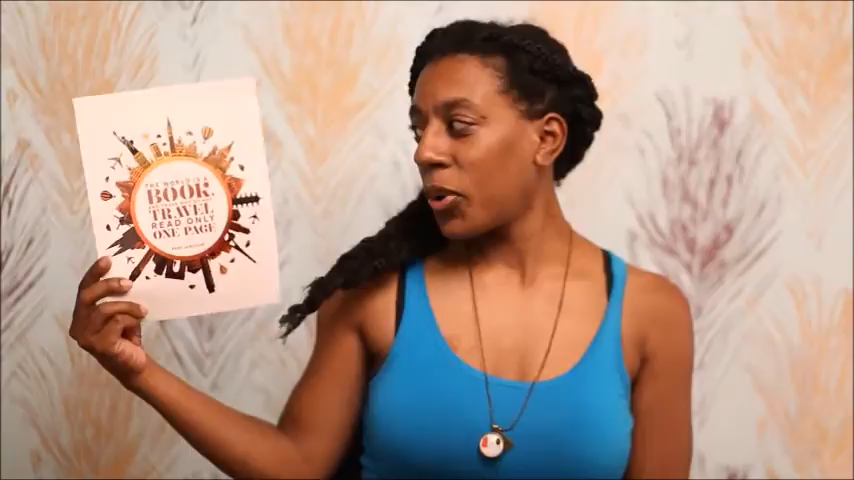 THE WORLD IS A
BOOK,
AND THOSE WHO DO NOT
TRAVEL
READ ONLY
ONE PAGE